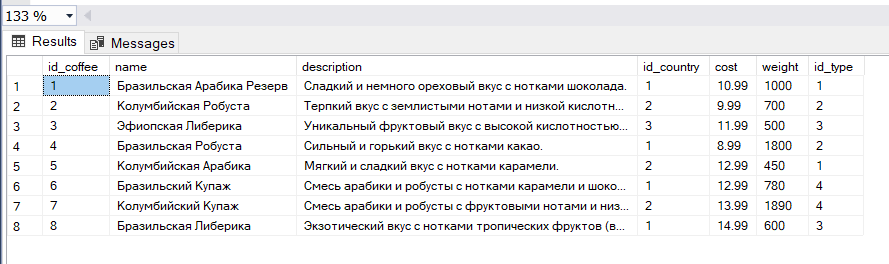 133 %
Results Messages
id_coffee name description id_country cost weight id_type
1 1 Бразильская Арабика Резерв Сладкий и немного ореховый вкус с нотками шоколада. 1 10.99 1000 1
2 2 Колумбийская Робуста Терпкий вкус с землистыми нотами и низкой кислотн... 2 9.99 700 2
3 3 Эфиопская Либерика Уникальный фруктовый вкус с высокой кислотностью... 3 11.99 500 3
4 4 Бразильская Робуста Сильный и горький вкус с нотками какао. 1 8.99 1800 2
5 5 Колумбийская Арабика Мягкий и сладкий вкус с нотками карамели. 2 12.99 450 1
6 6 Бразильский Купаж Смесь арабики и робусты с нотками карамели и шоко... 1 12.99 780 4
7 7 Колумбийский Купаж Смесь арабики и робусты с фруктовыми нотами и низ... 2 13.99 1890 4
8 8 Бразильская Либерика Экзотический вкус с нотками тропических фруктов (в... 1 14.99 600 3